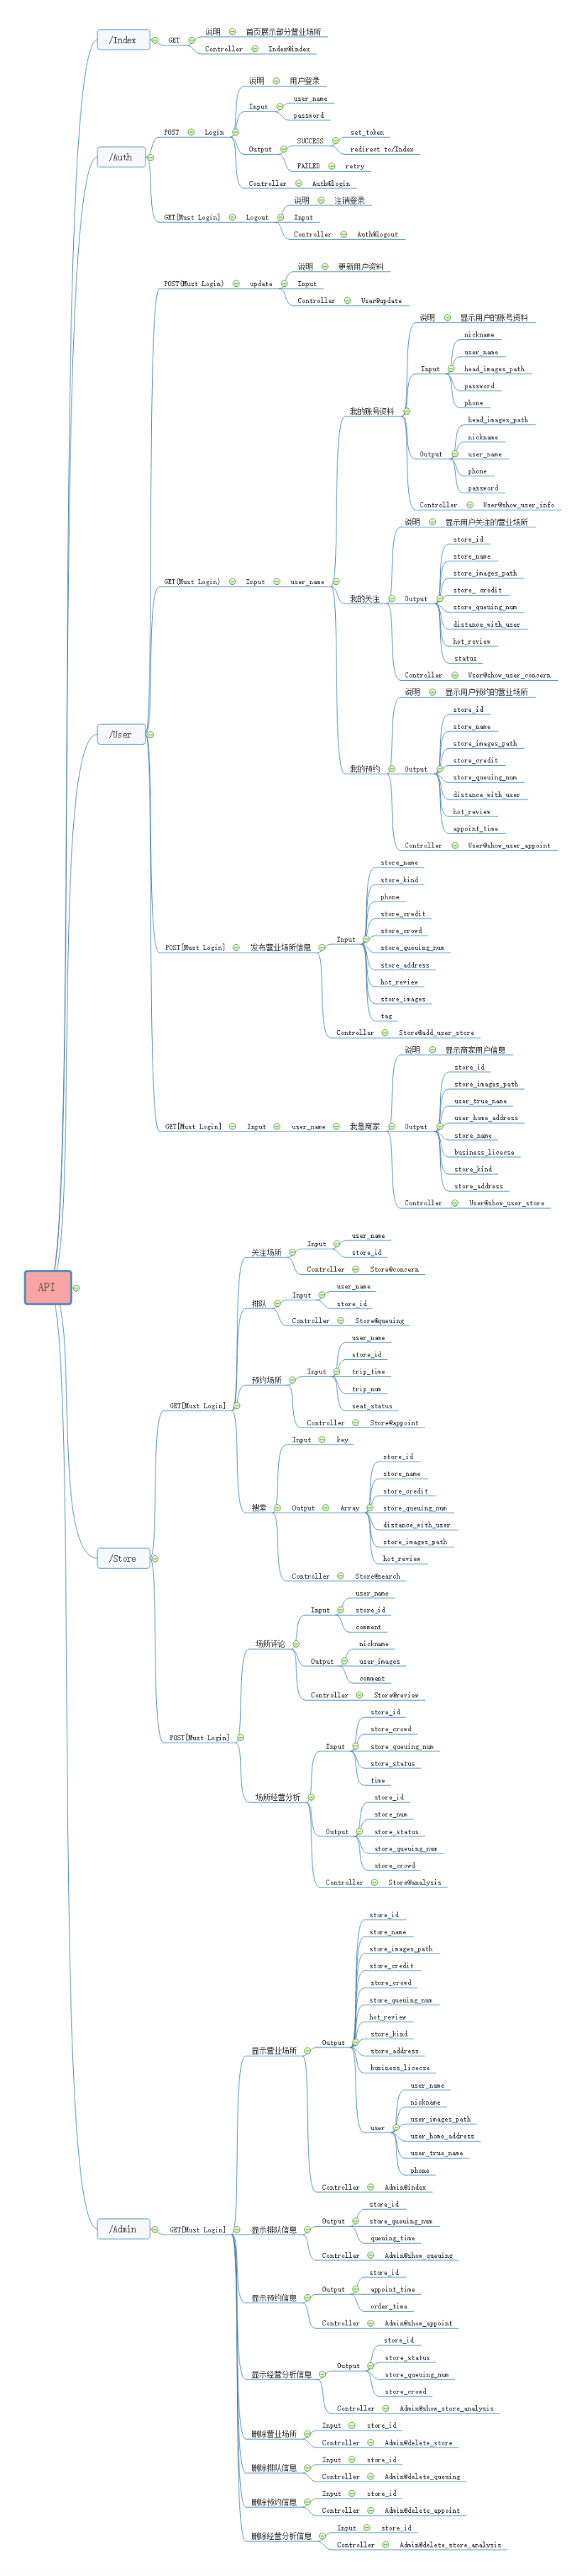 说明 首页展示部分营业场所
/Index GET
Controller Index@index
说明 用户登录
user_name
Input
password
POST Login
set_token
SUCCESS
redirect to/Index
Output
FAILED retry
/Auth
Controller Auth@login
说明 注销登录
GET[Must Login] Logout Input
Controller Auth@logout
说明 更新用户资料
POST(Must Login) update Input
Controller User@update
说明 显示用户的账号资料
nickname
user_name
Input head_images_path
password
phone
我的账号资料
head_images_path
nickname
Output user_name
phone
password
Controller User@show_user_info
说明 显示用户关注的营业场所
store_id
store_name
store_images_path
GET(Must Login) Input user_name
store_ credit
我的关注 Output
store_queuing_num
distance_with_user
hot_review
status
Controller User@show_user_concern
说明 显示用户预约的营业场所
store_id
store_name
/User
store_images_path
store_credit
我的预约 Output
store_queuing_num
distance_with_user
hot_review
appoint_time
Controller User@show_user_appoint
store_name
store_kind
phone
store_credit
store_crowd
Input
POST[Must Login] 发布营业场所信息
store_queuing_num
store_address
hot_review
store_images
tag
Controller Store@add_user_store
说明 显示商家用户信息
store_id
store_images_path
user_true_name
user_home_address
GET[Must Login] Input user_name 我是商家 Output
store_name
business_licecse
store_kind
store_address
Controller User@show_user_store
API
user_name
Input
关注场所
store_id
Controller Store@concern
user_name
Input
排队
store_id
Controller Store@queuing
user_name
store_id
预约场所 Input trip_time
trip_num
seat_status
GET[Must Login]
Controller Store@appoint
Input key
store_id
store_name
store_credit
搜索 Output Array store_queuing_num
distance_with_user
store_images_path
hot_review
/Store
Controller Store@search
user_name
Input store_id
comment
场所评论
nickname
Output user_images
comment
Controller Store@review
POST[Must Login]
store_id
store_crowd
Input store_queuing_num
store_status
time
场所经营分析
store_id
store_num
Output store_status
store_queuing_num
store_crowd
Controller Store@analysis
store_id
store_name
store_images_path
store_credit
store_crowd
store_queuing_num
hot_review
store_kind
Output
显示营业场所
store_address
business_licecse
user_name
nickname
user_images_path
user
user_home_address
user_true_name
phone
Controller Admin@index
store_id
Output store_queuing_num
/Admin GET[Must Login] 显示排队信息
queuing_time
Controller Admin@show_queuing
store_id
Output appoint_time
显示预约信息
order_time
Controller Admin@show_appoint
store_id
store_status
Output
显示经营分析信息
store_queuing_num
store_crowd
Controller Admin@show_store_analysis
Input store_id
删除营业场所
Controller Admin@delete_store
Input store_id
删除排队信息
Controller Admin@delete_queuing
Input store_id
删除预约信息
Controller Admin@delete_appoint
Input store_id
删除经营分析信息
Controller Admin@delete_store_analysis